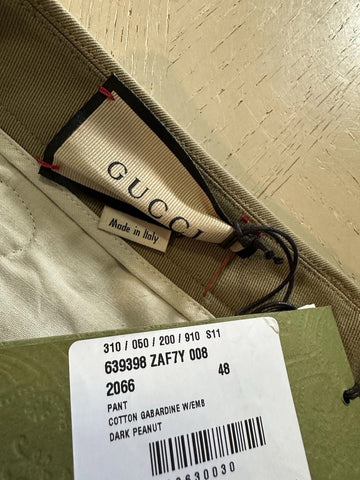 GUCCI
Made in Italy
310 / 050 / 200 / 910 S11
639398 ZAF7Y 008
2066 48
PANT
COTTON GABARDINE W/EMB
DARK PEANUT